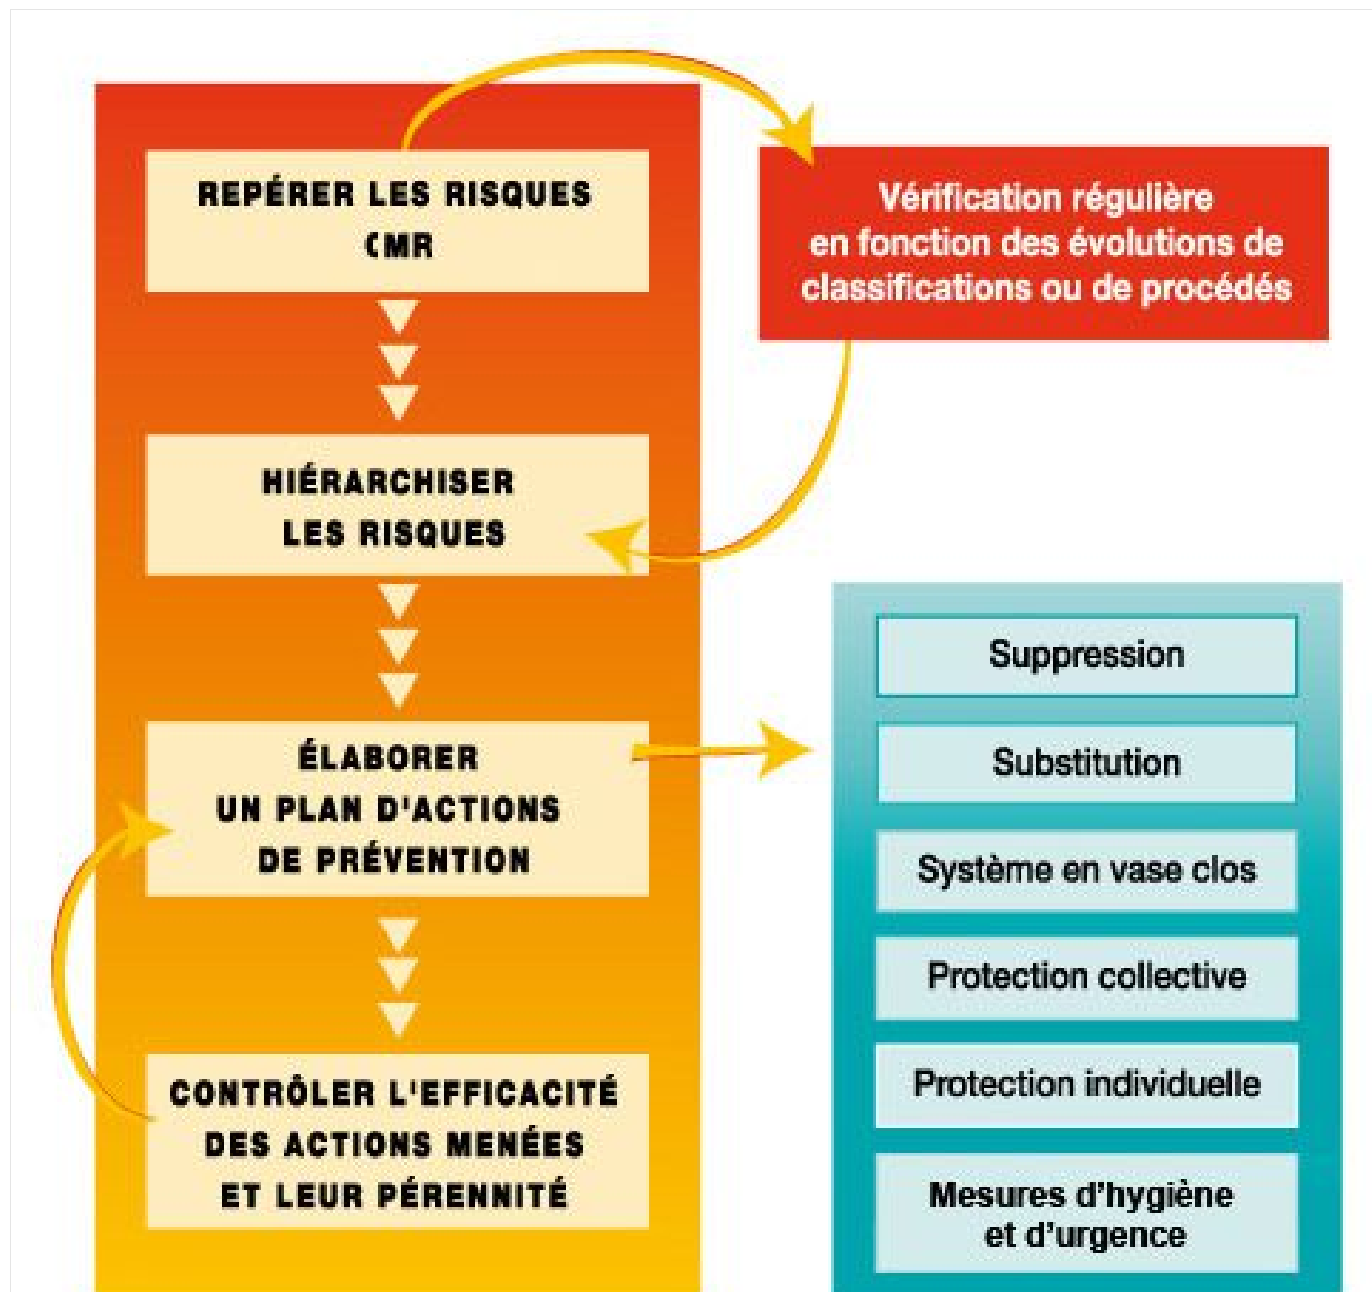 REPÉRER LES RISQUES
CMR
Vérification régulière
en fonction des évolutions de
classifications ou de procédés
HIÉRARCHISER
LES RISQUES
ÉLABORER
UN PLAN D'ACTIONS
DE PRÉVENTION
CONTRÔLER L'EFFICACITÉ
DES ACTIONS MENÉES
ET LEUR PÉRENNITÉ
Suppression
Substitution
Système en vase clos
Protection collective
Protection individuelle
Mesures d’hygiène
et d’urgence